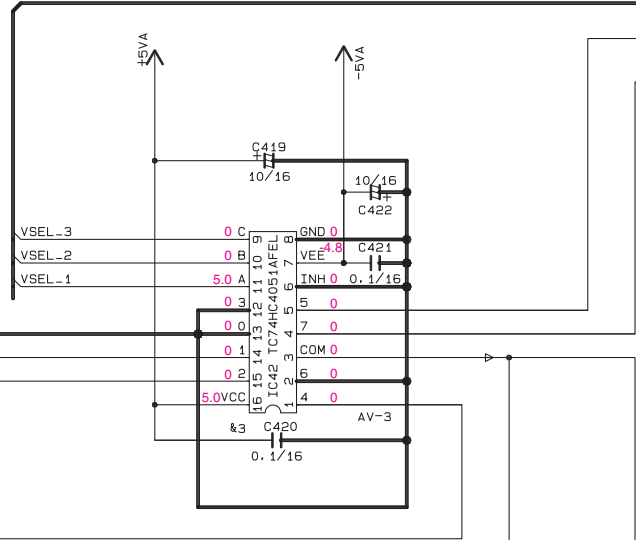 +5VA
-5VA
C419
+
10/16
10/16
+
C422
VSEL_3 0 C 9 8 GND 0
-4.8 C421
VSEL_2 0 B 10 7 VEE
VSEL_1 5.0 A 11 6 INH 0 0.1/16
0 3 12 5 5 0
0 0 13 4 7 0
0 1 14 3 COM 0
0 2 15 2 6 0
5.0 VCC 16 1 4 0
IC42 TC74HC4051AFEL
AV-3
&3 C420
0.1/16